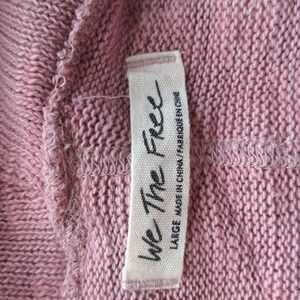 We The Free
LARGE MADE IN CHINA / FABRIQUÉ EN CHINE